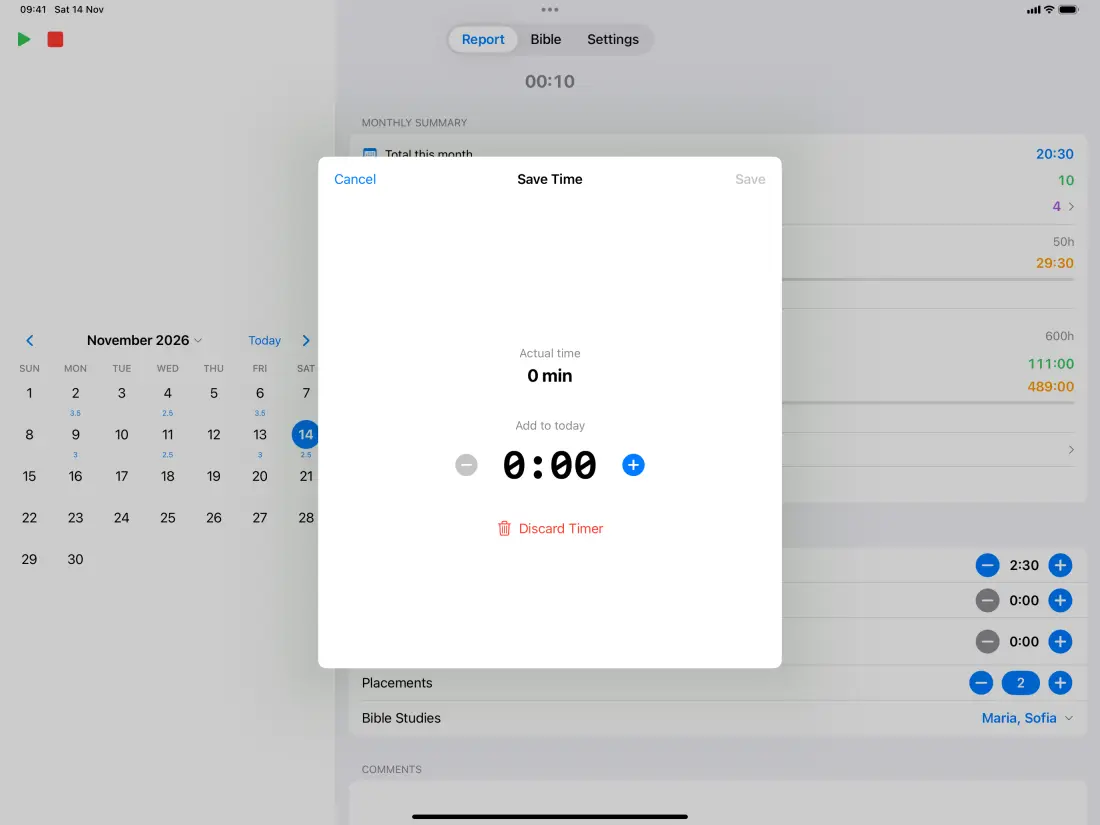 09:41 Sat 14 Nov
Report Bible Settings
00:10
MONTHLY SUMMARY
Total this month 20:30
10
4
50h
29:30
600h
111:00
489:00
Cancel Save Time Save
Actual time
0 min
Add to today
0:00
Discard Timer
November 2026 Today
SUN MON TUE WED THU FRI SAT
1 2 3 4 5 6 7
3.5 2.5 3.5
8 9 10 11 12 13 14
3 2.5 3 2.5
15 16 17 18 19 20 21
22 23 24 25 26 27 28
29 30
2:30
0:00
0:00
Placements 2
Bible Studies Maria, Sofia
COMMENTS